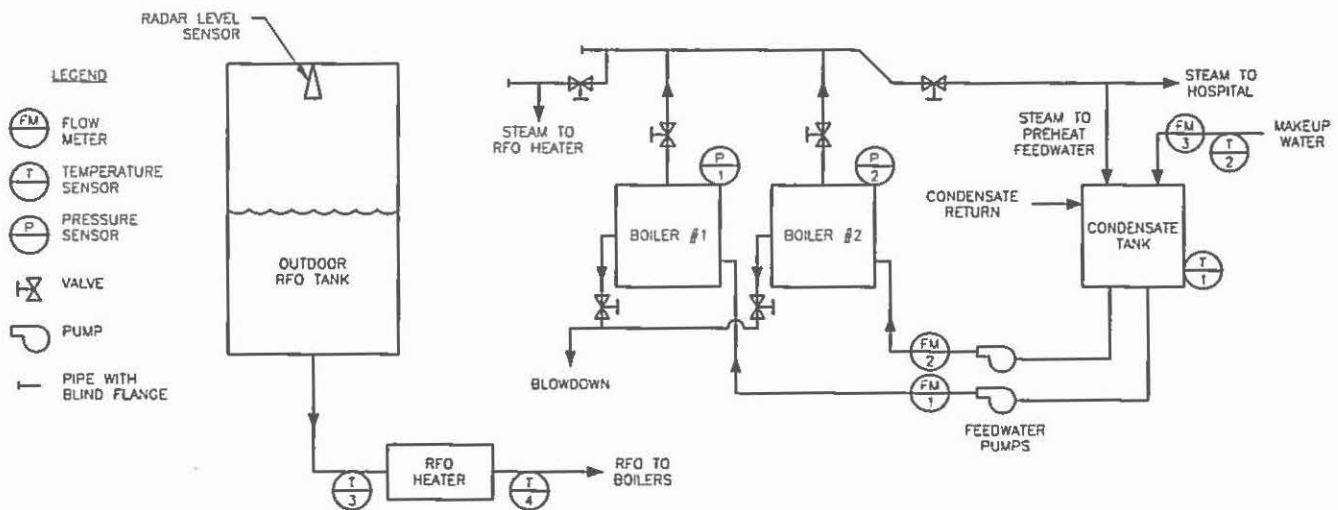 RADAR LEVEL
SENSOR
LEGEND
FM
FLOW
METER
T
TEMPERATURE
SENSOR
P
PRESSURE
SENSOR
VALVE
PUMP
PIPE WITH
BLIND FLANGE
OUTDOOR
RFO TANK
T
3
RFO
HEATER
T
4
RFO TO
BOILERS
STEAM TO
RFO HEATER
P
1
P
2
BOILER #1
BOILER #2
BLOWDOWN
STEAM TO
HOSPITAL
STEAM TO
PREHEAT
FEEDWATER
FM
3
T
2
MAKEUP
WATER
CONDENSATE
RETURN
CONDENSATE
TANK
T
1
FM
2
FM
1
FEEDWATER
PUMPS